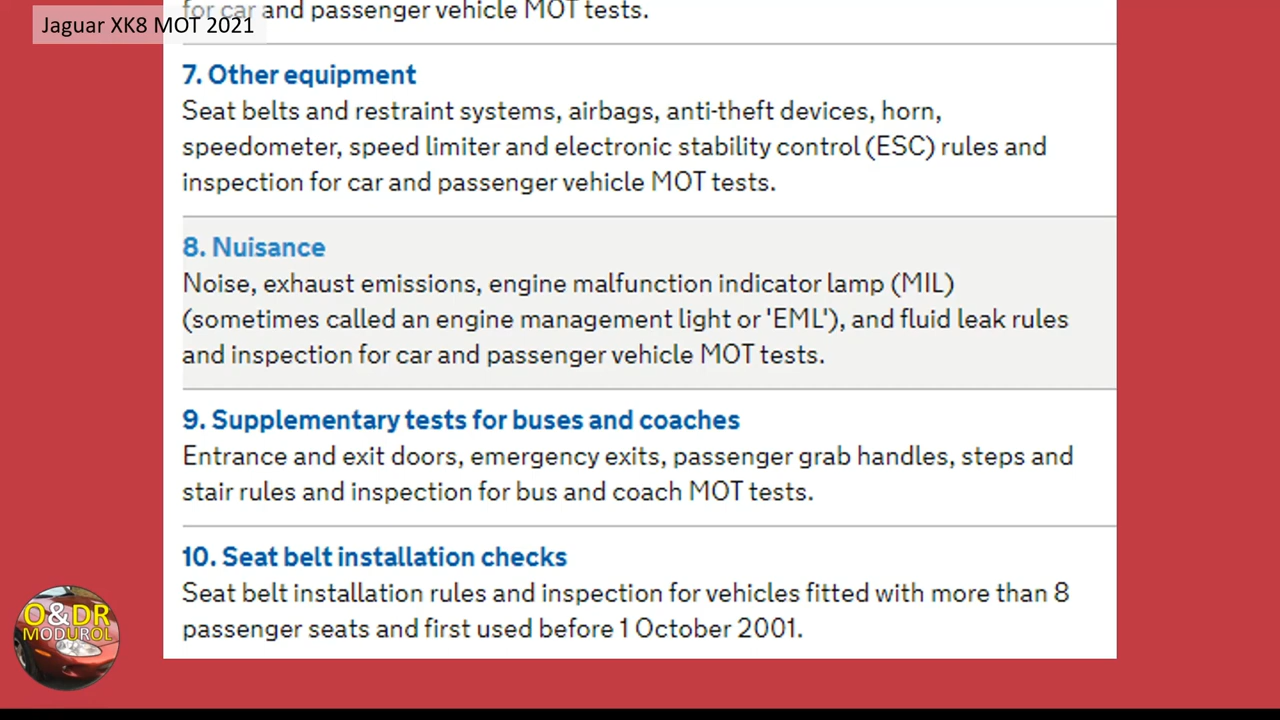 for car and passenger vehicle MOT tests.
Jaguar XK8 MOT 2021
7. Other equipment
Seat belts and restraint systems, airbags, anti-theft devices, horn,
speedometer, speed limiter and electronic stability control (ESC) rules and
inspection for car and passenger vehicle MOT tests.
8. Nuisance
Noise, exhaust emissions, engine malfunction indicator lamp (MIL)
(sometimes called an engine management light or 'EML'), and fluid leak rules
and inspection for car and passenger vehicle MOT tests.
9. Supplementary tests for buses and coaches
Entrance and exit doors, emergency exits, passenger grab handles, steps and
stair rules and inspection for bus and coach MOT tests.
10. Seat belt installation checks
Seat belt installation rules and inspection for vehicles fitted with more than 8
passenger seats and first used before 1 October 2001.
O&DR
MODUROL